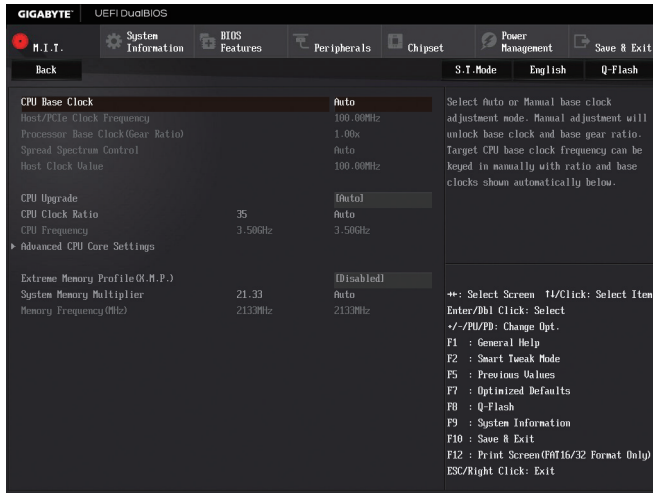 GIGABYTE™ UEFI DualBIOS
M.I.T.
System Information
BIOS Features
Peripherals
Chipset
Power Management
Save & Exit
Back S.T.Mode English Q-Flash
CPU Base Clock Auto
Host/PCIe Clock Frequency 100.00MHz
Processor Base Clock(Gear Ratio) 1.00x
Spread Spectrum Control Auto
Host Clock Value 100.00MHz
CPU Upgrade [Auto]
CPU Clock Ratio 35 Auto
CPU Frequency 3.50GHz 3.50GHz
Advanced CPU Core Settings
Extreme Memory Profile(X.M.P.) [Disabled]
System Memory Multiplier 21.33 Auto
Memory Frequency(MHz) 2133MHz 2133MHz
Select Auto or Manual base clock
adjustment mode. Manual adjustment will
unlock base clock and base gear ratio.
Target CPU base clock frequency can be
keyed in manually with ratio and base
clocks shown automatically below.
→←: Select Screen ↑↓/Click: Select Item
Enter/Dbl Click: Select
+/-/PU/PD: Change Opt.
F1 : General Help
F2 : Smart Tweak Mode
F5 : Previous Values
F7 : Optimized Defaults
F8 : Q-Flash
F9 : System Information
F10 : Save & Exit
F12 : Print Screen(FAT16/32 Format Only)
ESC/Right Click: Exit